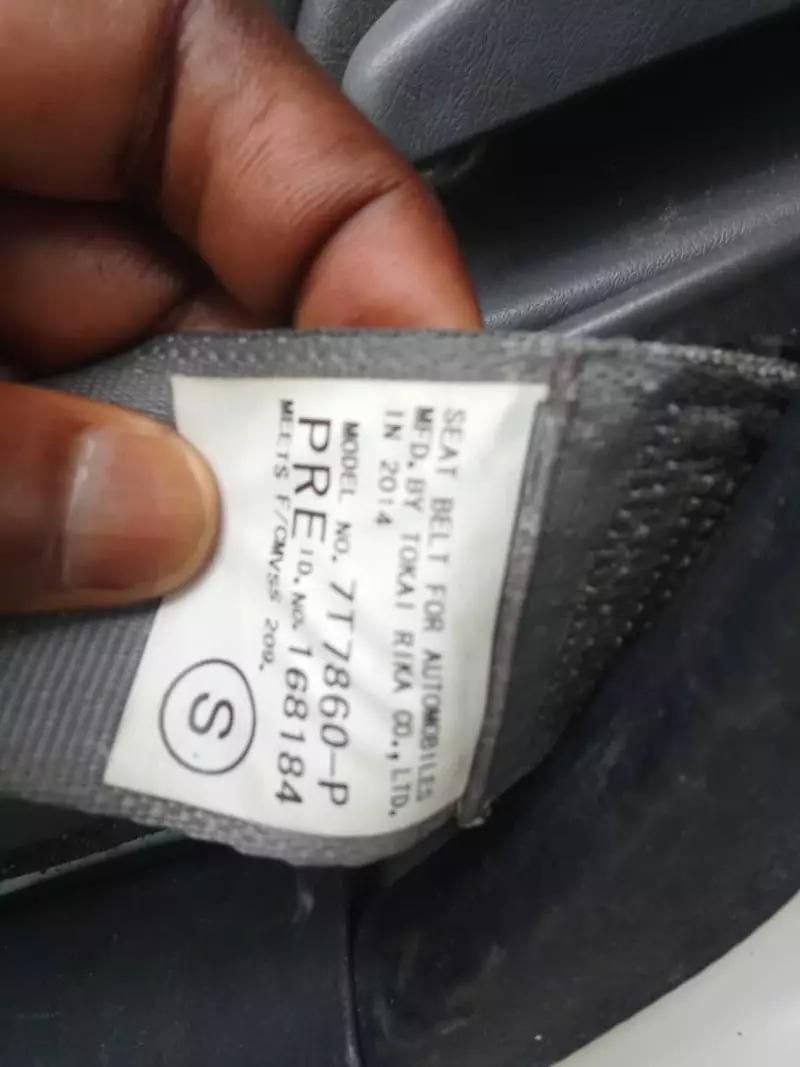 SEAT BELT FOR AUTOMOBILES
MFD. BY TOKAI RIKA CO., LTD.
IN 2014
MODEL NO. 7T7860-P
PRE ID. NO. 168184
MEETS F/CMVSS 209.
S